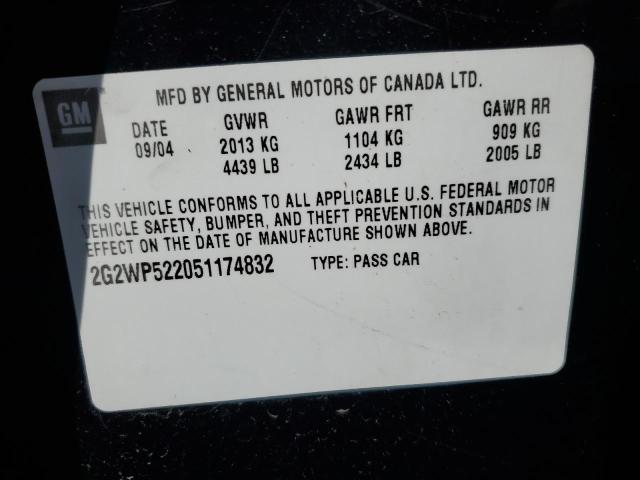 GM
MFD BY GENERAL MOTORS OF CANADA LTD.
DATE GVWR GAWR FRT GAWR RR
09/04 2013 KG 1104 KG 909 KG
4439 LB 2434 LB 2005 LB
THIS VEHICLE CONFORMS TO ALL APPLICABLE U.S. FEDERAL MOTOR
VEHICLE SAFETY, BUMPER, AND THEFT PREVENTION STANDARDS IN
EFFECT ON THE DATE OF MANUFACTURE SHOWN ABOVE.
2G2WP522051174832 TYPE: PASS CAR